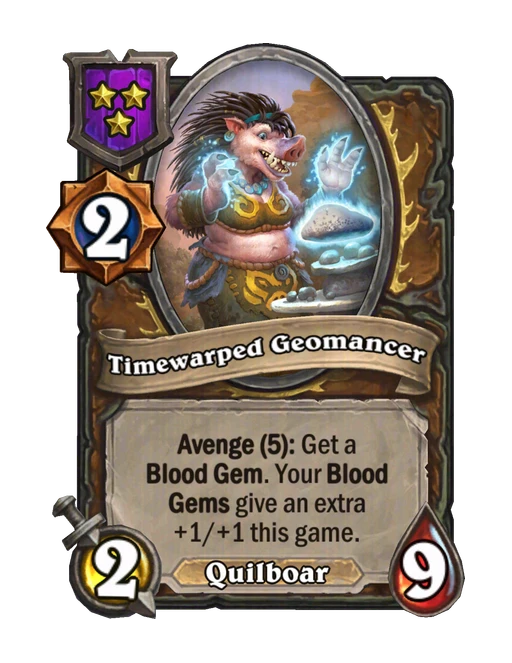 2
Timewarped Geomancer
Avenge (5): Get a
Blood Gem. Your Blood
Gems give an extra
+1/+1 this game.
2
Quilboar
9